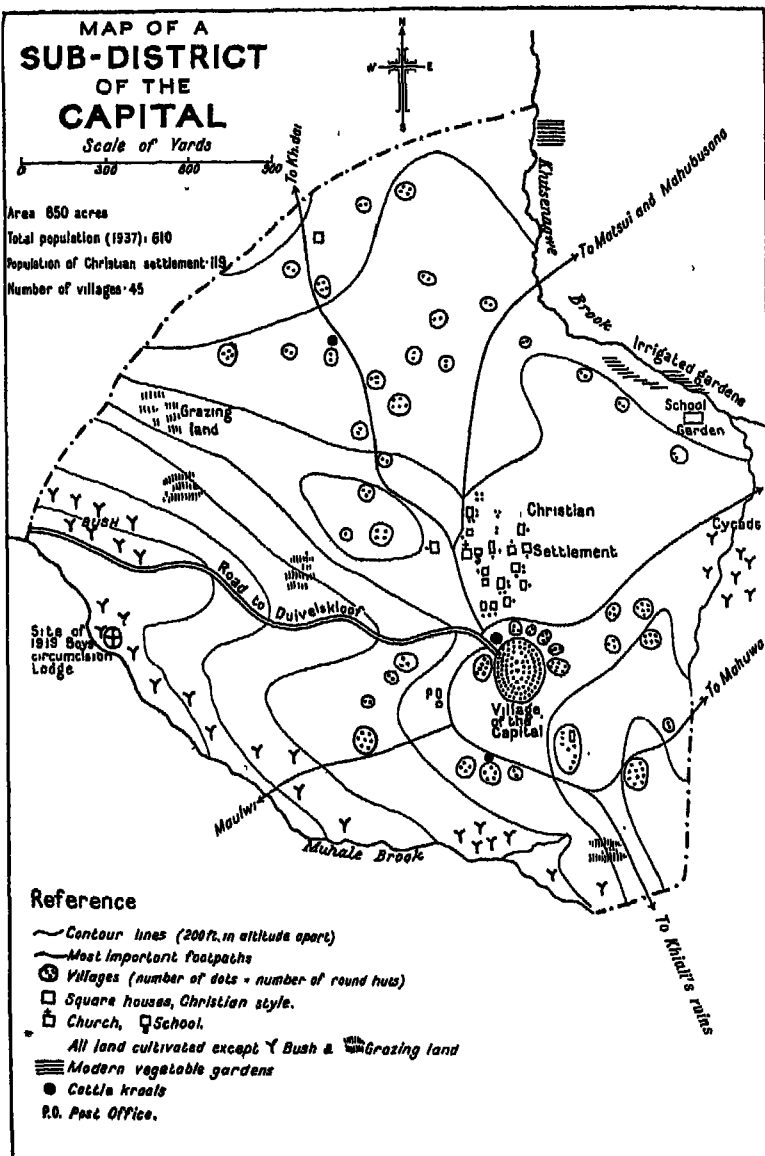 MAP OF A
SUB-DISTRICT
OF THE
CAPITAL
Scale of Yards
0 300 600 900
N
W E
S
Area 650 acres
Total population (1937): 610
Population of Christian settlement·119
Number of villages·45
To Kh.dai
Khutsenagwe
To Matsui and Mahubusana
Brook
Irrigated gardens
School
Garden
Grazing
land
BUSH
Christian
Settlement
Cycads
Road to Duivelskloof
Site of
1919 Boys
circumcision
Lodge
P.O.
Village
of the
Capital
To Mahuwa
Maulwi
Muhale Brook
To Khiali's ruins
Reference
Contour lines (200ft. in altitude apart)
Most important footpaths
Villages (number of dots = number of round huts)
Square houses, Christian style.
Church, School.
All land cultivated except Bush & Grazing land
Modern vegetable gardens
Cattle kraals
P.O. Post Office.